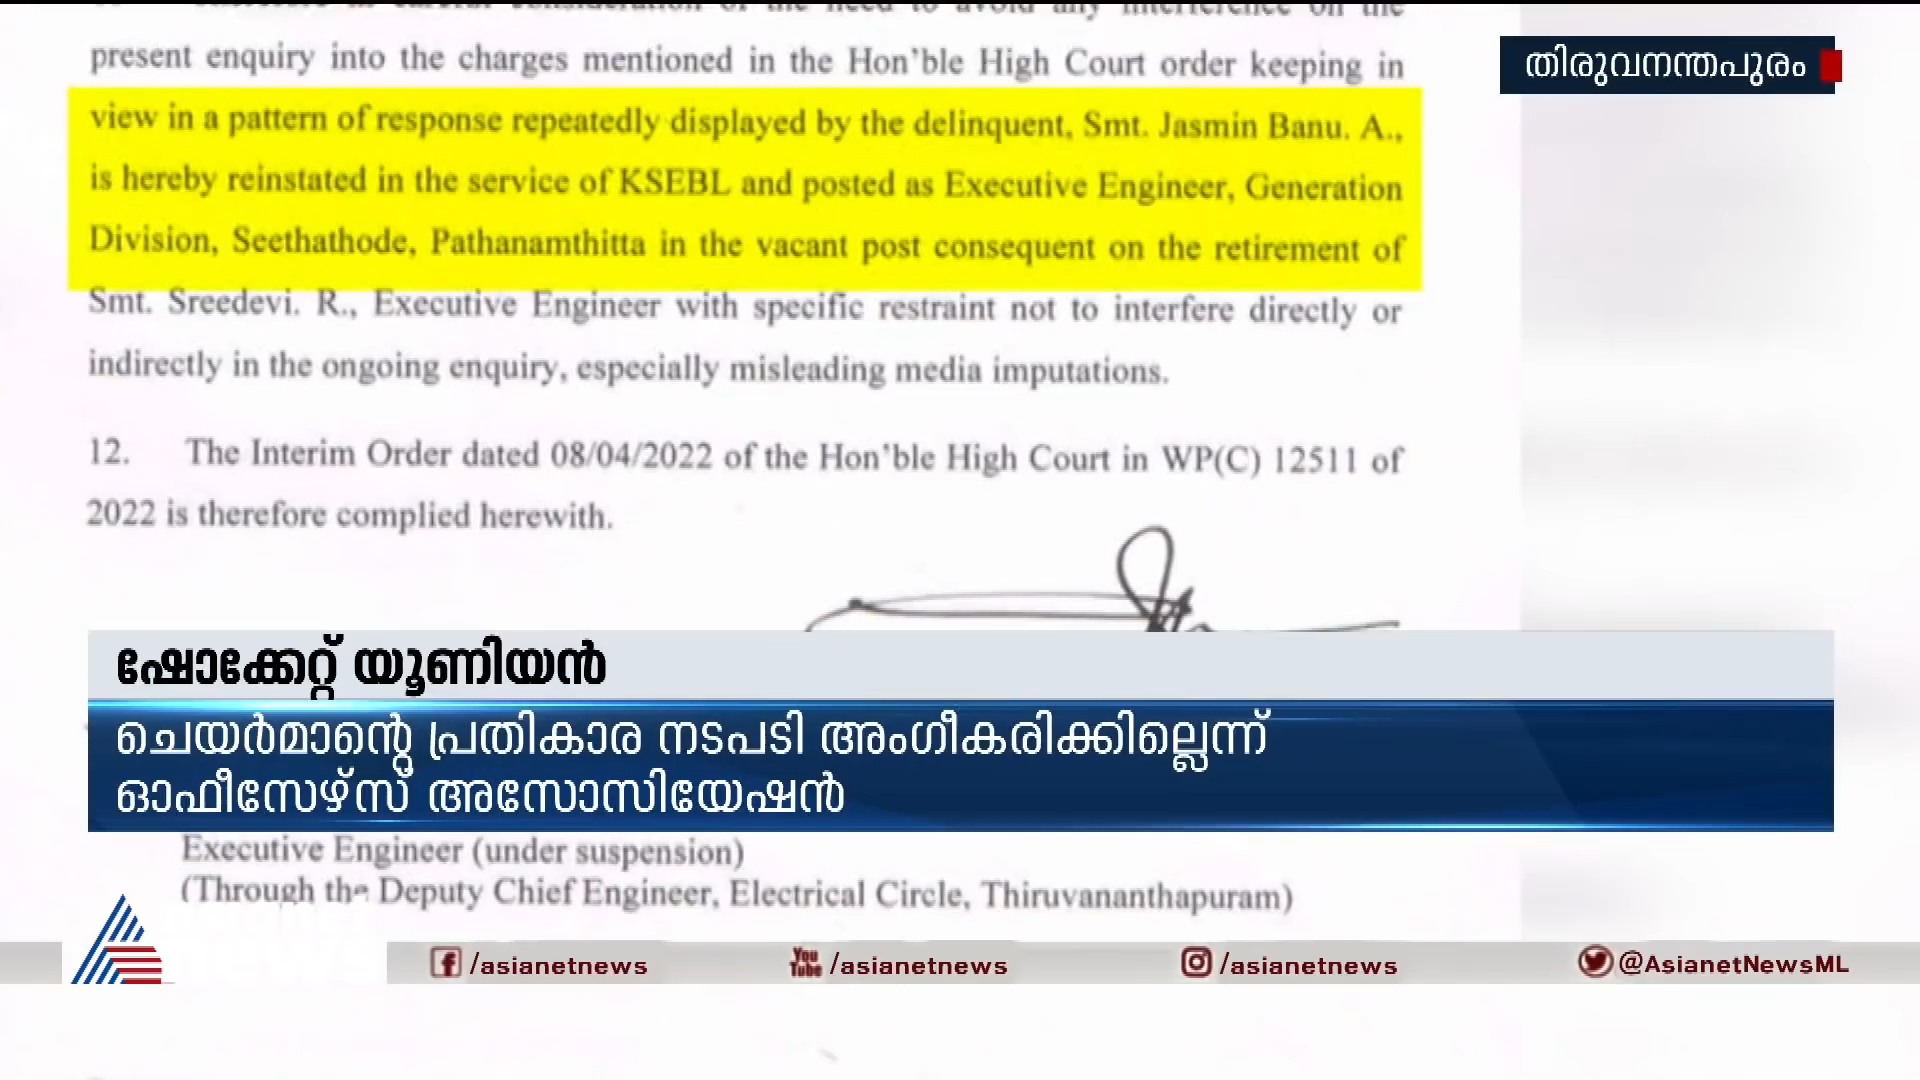 present enquiry into the charges mentioned in the Hon'ble High Court order keeping in
view in a pattern of response repeatedly displayed by the delinquent, Smt. Jasmin Banu. A.,
is hereby reinstated in the service of KSEBL and posted as Executive Engineer, Generation
Division, Seethathode, Pathanamthitta in the vacant post consequent on the retirement of
Smt. Sreedevi. R., Executive Engineer with specific restraint not to interfere directly or
indirectly in the ongoing enquiry, especially misleading media imputations.
12. The Interim Order dated 08/04/2022 of the Hon'ble High Court in WP(C) 12511 of
2022 is therefore complied herewith.
തിരുവനന്തപുരം
ഷോക്കേറ്റ് യൂണിയൻ
ചെയർമാന്റെ പ്രതികാര നടപടി അംഗീകരിക്കില്ലെന്ന്
ഓഫീസേഴ്സ് അസോസിയേഷൻ
Executive Engineer (under suspension)
(Through the Deputy Chief Engineer, Electrical Circle, Thiruvananthapuram)
/asianetnews
You Tube /asianetnews
/asianetnews
@AsianetNewsML